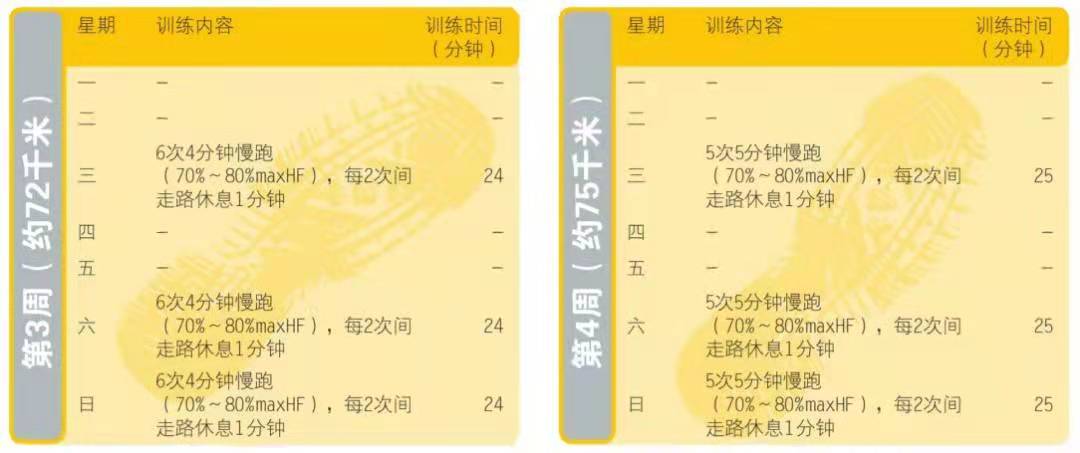 第3周（约72千米）
星期 训练内容 训练时间
（分钟）
一 – –
二 – –
6次4分钟慢跑
三 （70%～80%maxHF），每2次间 24
走路休息1分钟
四 – –
五 – –
6次4分钟慢跑
六 （70%～80%maxHF），每2次间 24
走路休息1分钟
6次4分钟慢跑
日 （70%～80%maxHF），每2次间 24
走路休息1分钟
第4周（约75千米）
星期 训练内容 训练时间
（分钟）
一 – –
二 – –
5次5分钟慢跑
三 （70%～80%maxHF），每2次间 25
走路休息1分钟
四 – –
五 – –
5次5分钟慢跑
六 （70%～80%maxHF），每2次间 25
走路休息1分钟
5次5分钟慢跑
日 （70%～80%maxHF），每2次间 25
走路休息1分钟